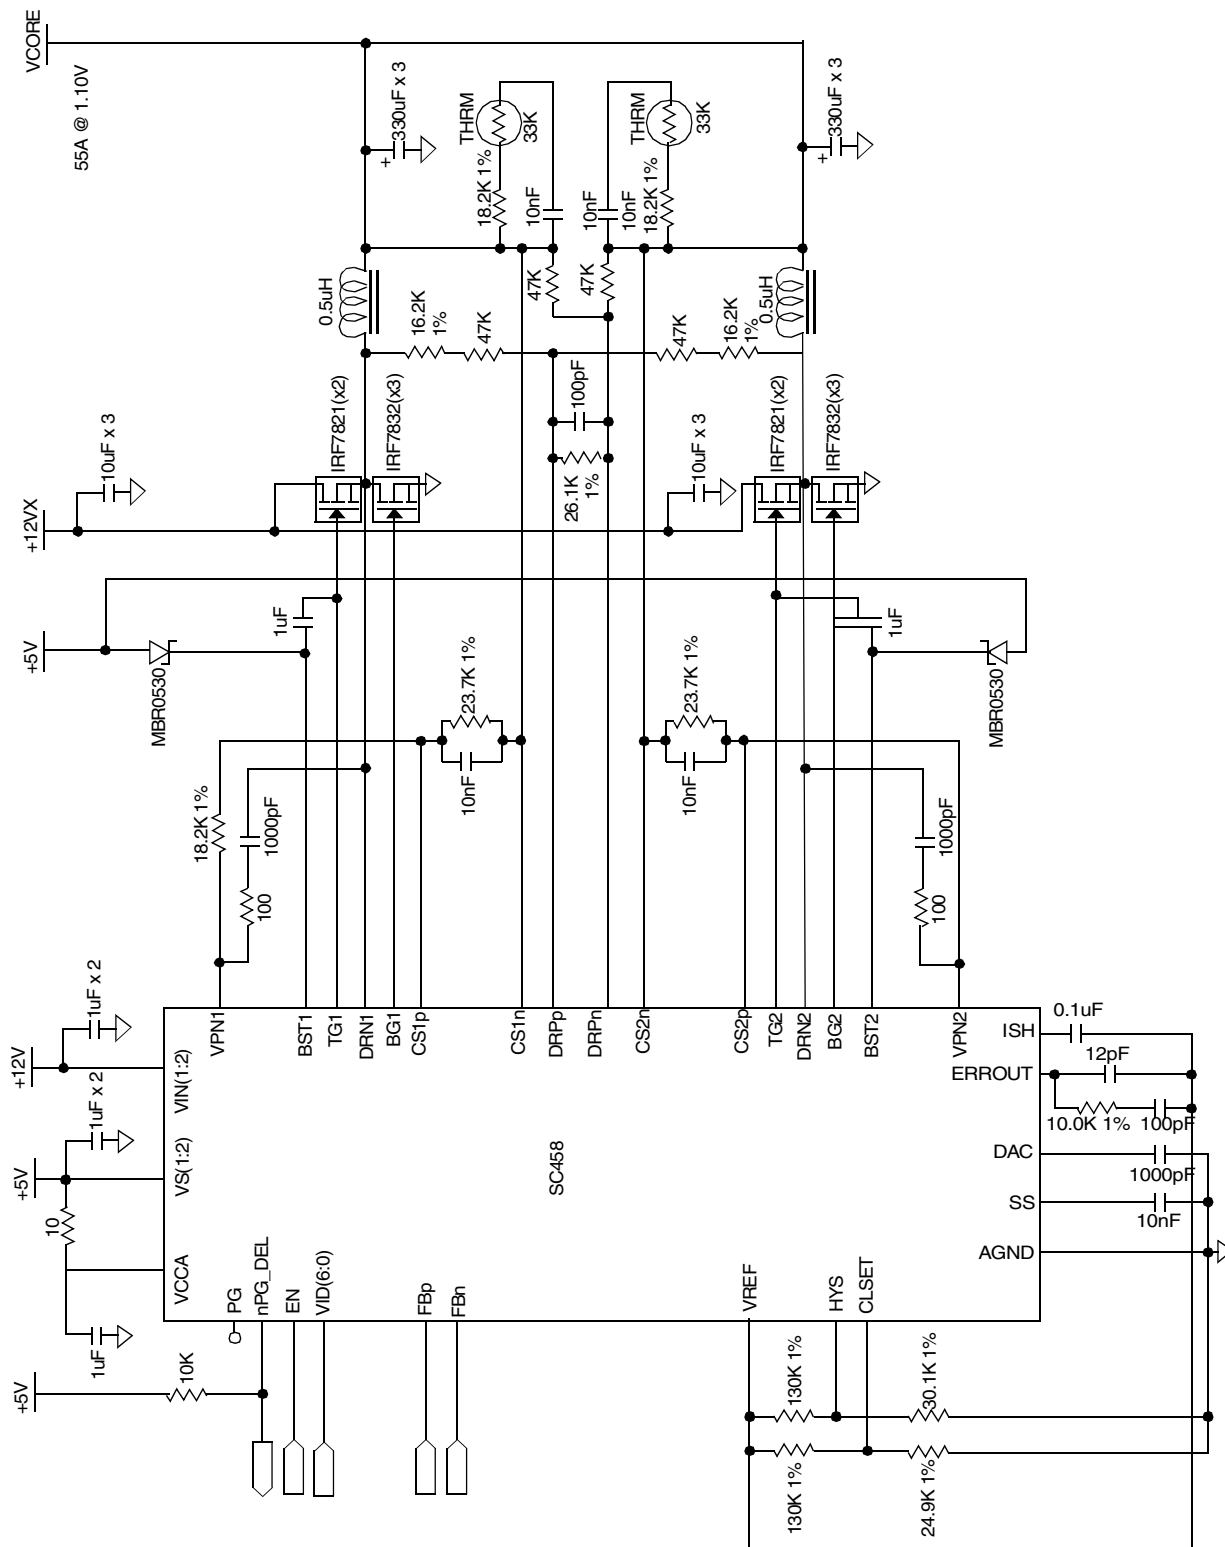 VCORE
55A @ 1.10V
330uF x 3
+
THRM
33K
18.2K 1%
10nF
THRM
33K
18.2K 1%
10nF
10nF
330uF x 3
+
0.5uH
47K
47K
0.5uH
16.2K
1%
47K
47K
16.2K
1%
100pF
26.1K
1%
+12VX
10uF x 3
IRF7821(x2)
IRF7832(x3)
10uF x 3
IRF7821(x2)
IRF7832(x3)
+5V
MBR0530
1uF
1uF
MBR0530
23.7K 1%
10nF
23.7K 1%
10nF
18.2K 1%
1000pF
100
1000pF
100
+12V
1uF x 2
+5V
1uF x 2
10
1uF
+5V
10K
VIN(1:2)
VS(1:2)
VCCA
VPN1
BST1
TG1
DRN1
BG1
CS1p
CS1n
DRPp
DRPn
CS2n
CS2p
TG2
DRN2
BG2
BST2
VPN2
SC458
ISH
0.1uF
ERROUT
12pF
10.0K 1%
100pF
DAC
1000pF
SS
10nF
AGND
PG
nPG_DEL
EN
VID(6:0)
FBp
FBn
VREF
HYS
CLSET
130K 1%
30.1K 1%
130K 1%
24.9K 1%